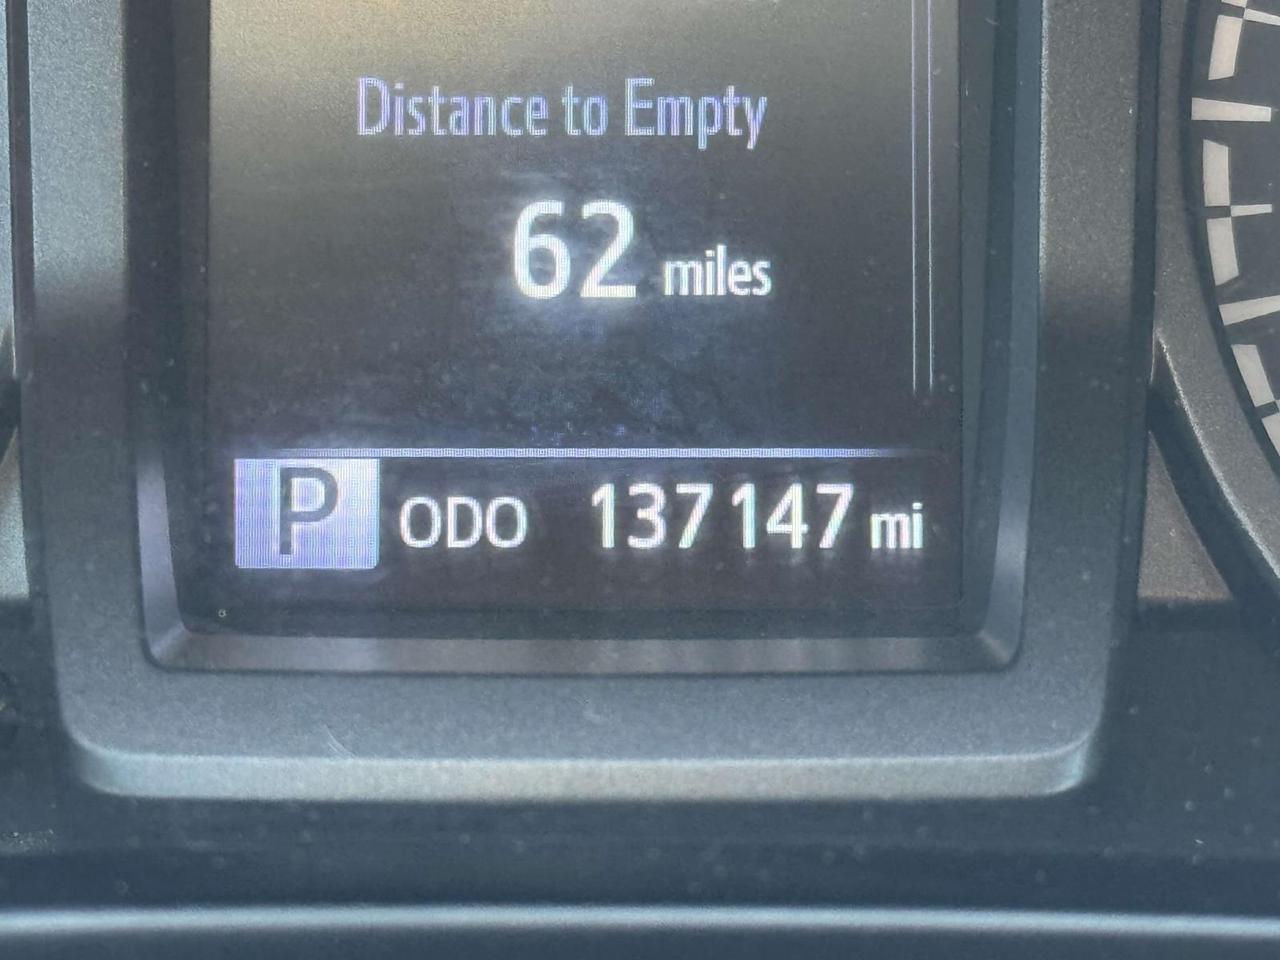 Distance to Empty
62 miles
P ODO 137147 mi